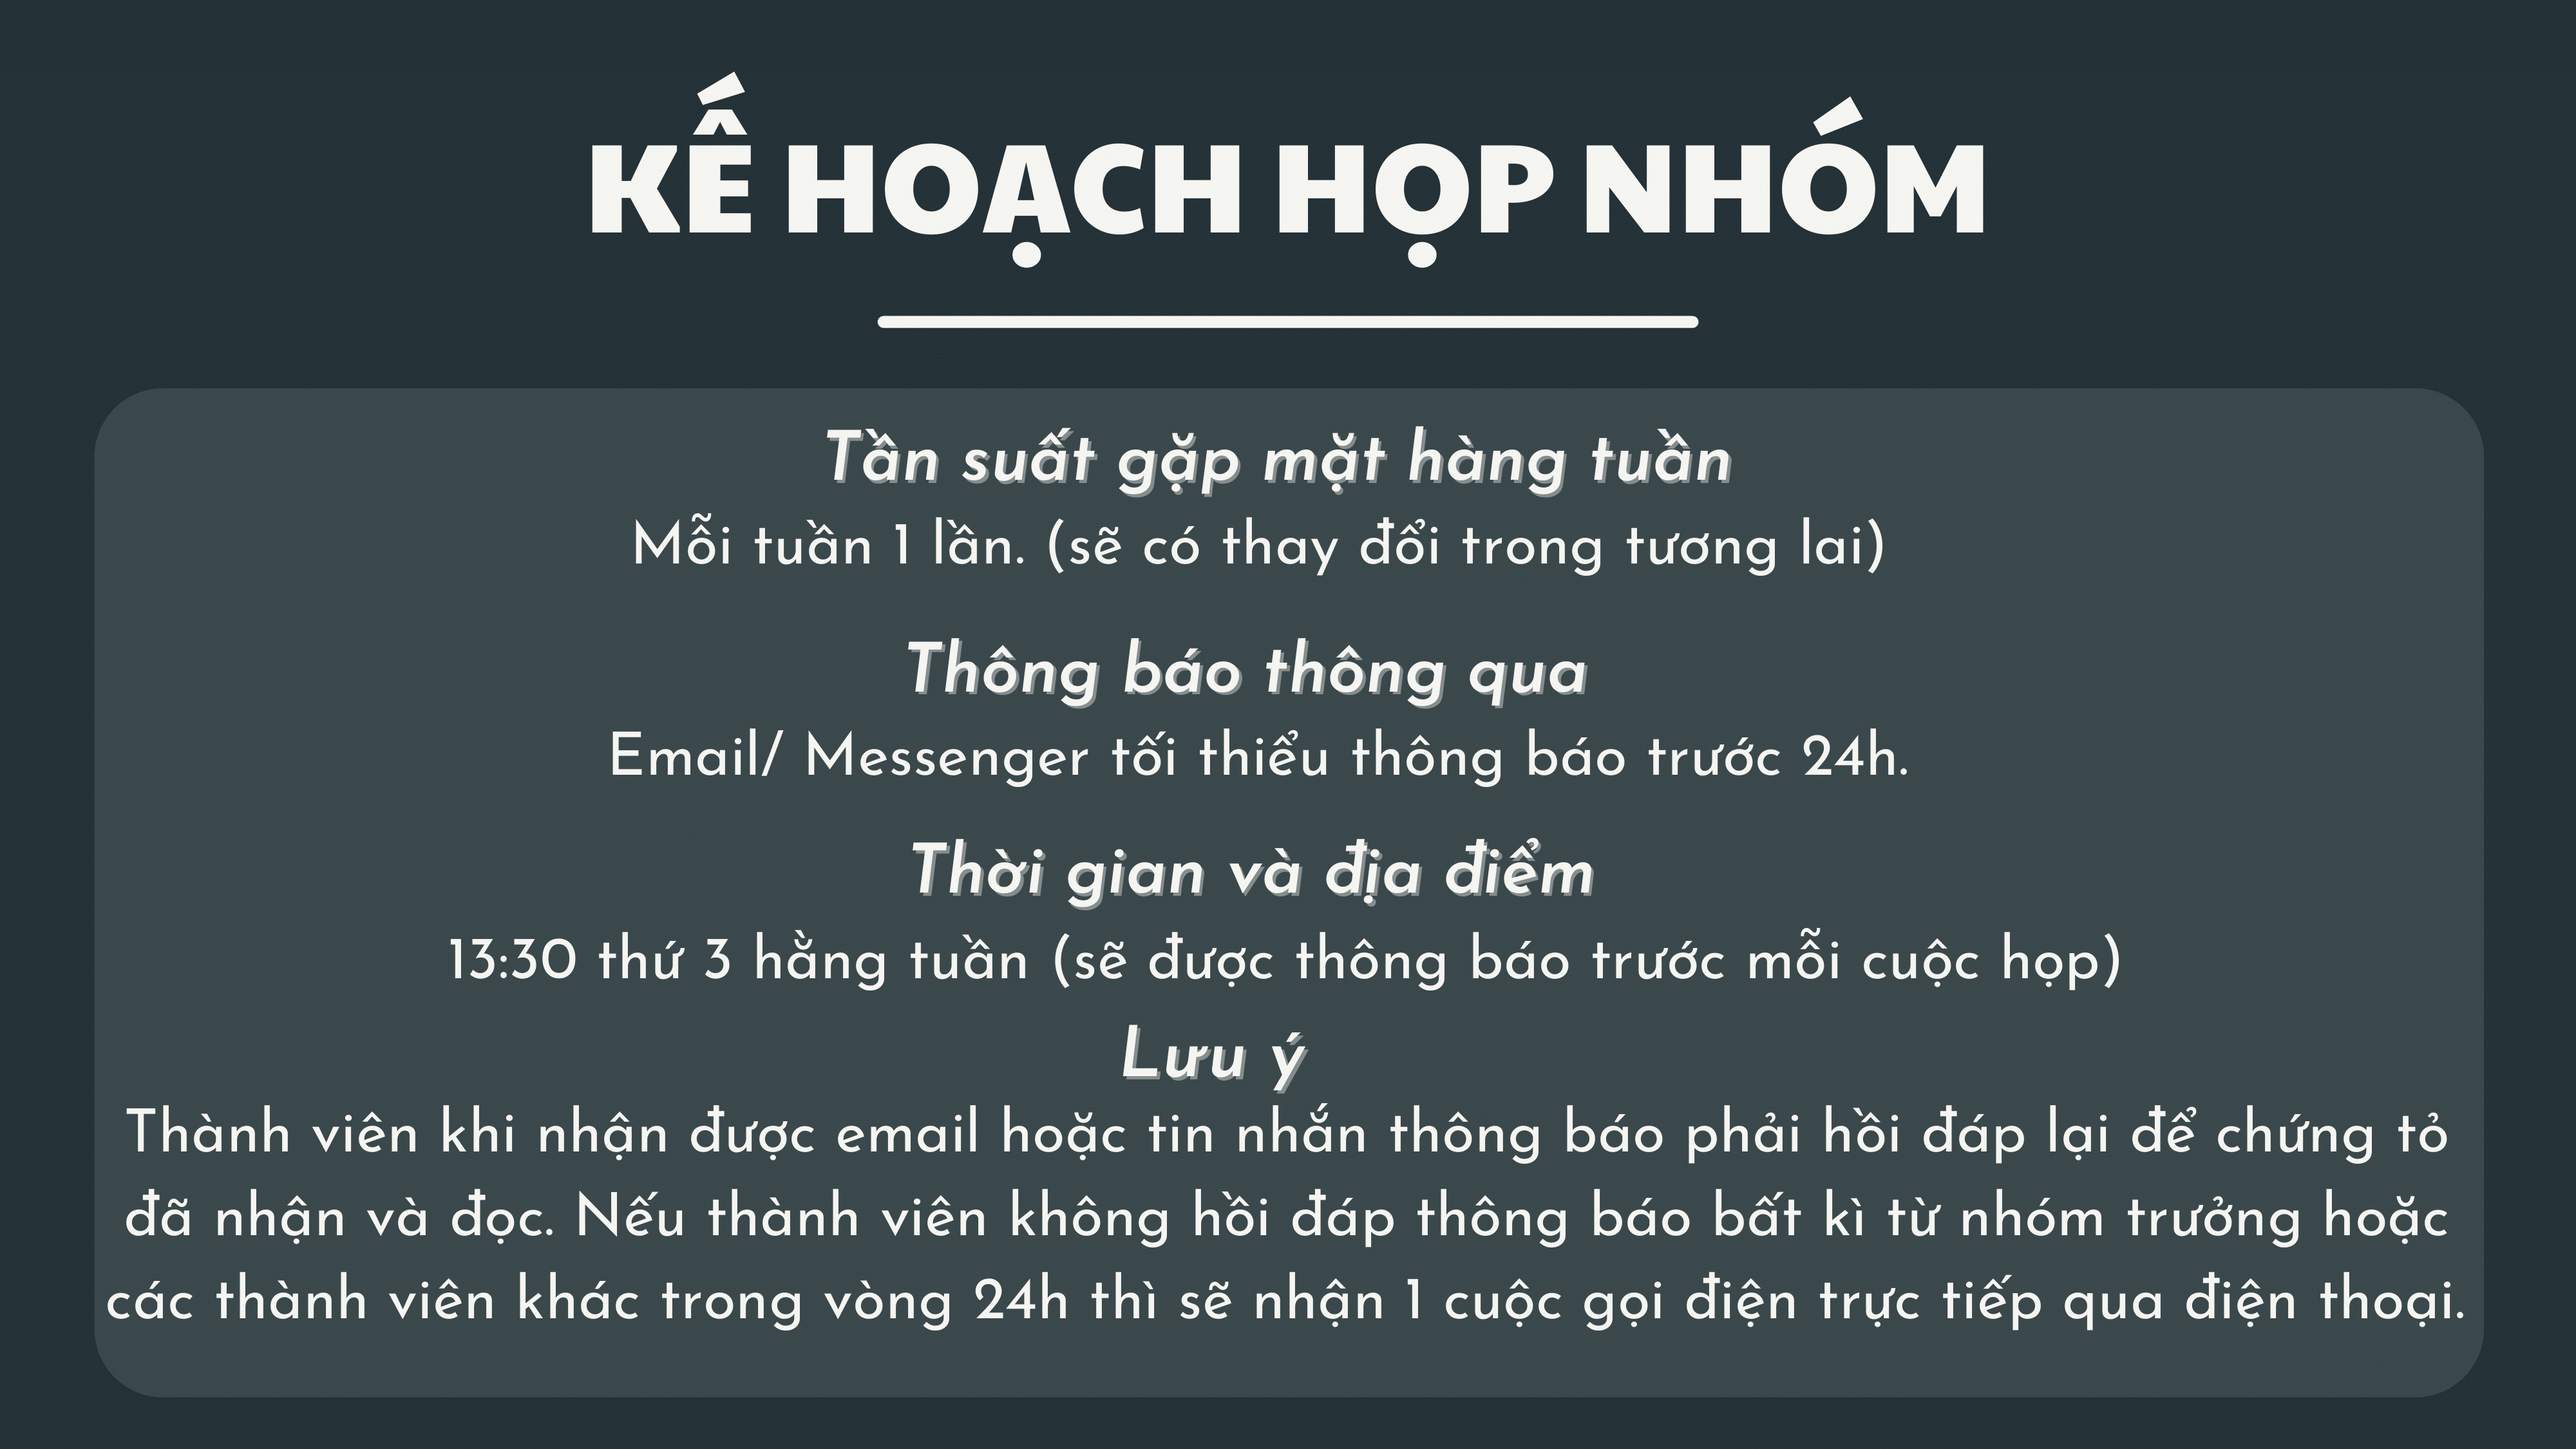 KẾ HOẠCH HỌP NHÓM
Tần suất gặp mặt hàng tuần
Mỗi tuần 1 lần. (sẽ có thay đổi trong tương lai)
Thông báo thông qua
Email/ Messenger tối thiểu thông báo trước 24h.
Thời gian và địa điểm
13:30 thứ 3 hằng tuần (sẽ được thông báo trước mỗi cuộc họp)
Lưu ý
Thành viên khi nhận được email hoặc tin nhắn thông báo phải hồi đáp lại để chứng tỏ
đã nhận và đọc. Nếu thành viên không hồi đáp thông báo bất kì từ nhóm trưởng hoặc
các thành viên khác trong vòng 24h thì sẽ nhận 1 cuộc gọi điện trực tiếp qua điện thoại.